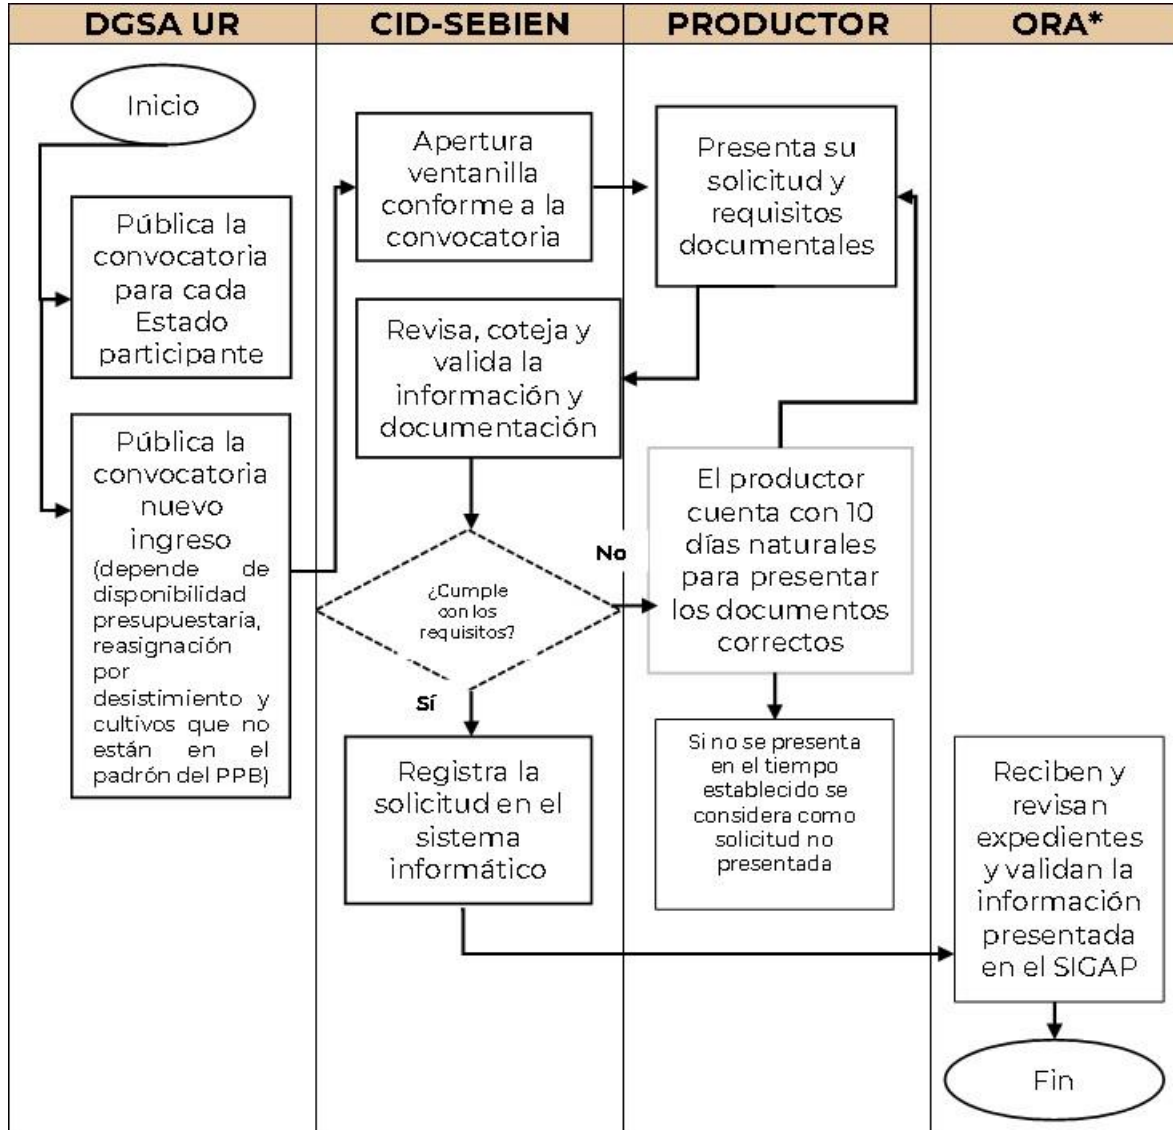 DGSA UR
CID-SEBIEN
PRODUCTOR
ORA*
Inicio
Pública la
convocatoria
para cada
Estado
participante
Pública la
convocatoria
nuevo
ingreso
(depende de
disponibilidad
presupuestaría,
reasignación
por
desistimiento y
cultivos que no
están en el
padrón del PPB)
Apertura
ventanilla
conforme a la
convocatoria
Presenta su
solicitud y
requisitos
documentales
Revisa, coteja y
valida la
información y
documentación
¿Cumple
con los
requisitos?
No
Sí
El productor
cuenta con 10
días naturales
para presentar
los documentos
correctos
Si no se presenta
en el tiempo
establecido se
considera como
solicitud no
presentada
Registra la
solicitud en el
sistema
informático
Reciben y
revisan
expedientes
y validan la
información
presentada
en el SIGAP
Fin